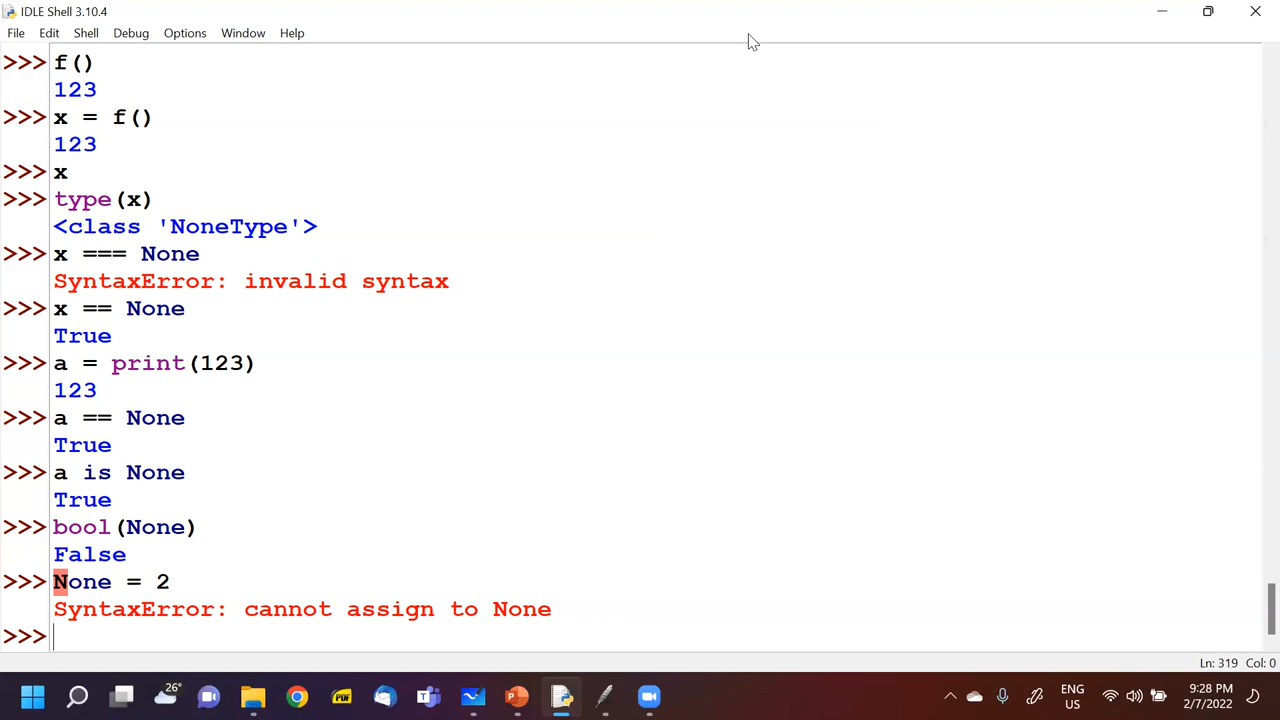 IDLE Shell 3.10.4
File Edit Shell Debug Options Window Help
>>> f()
123
>>> x = f()
123
>>> x
>>> type(x)
<class 'NoneType'>
>>> x === None
SyntaxError: invalid syntax
>>> x == None
True
>>> a = print(123)
123
>>> a == None
True
>>> a is None
True
>>> bool(None)
False
>>> None = 2
SyntaxError: cannot assign to None
>>>
Ln: 319 Col: 0
26°
PDF
ENG
US
9:28 PM
2/7/2022